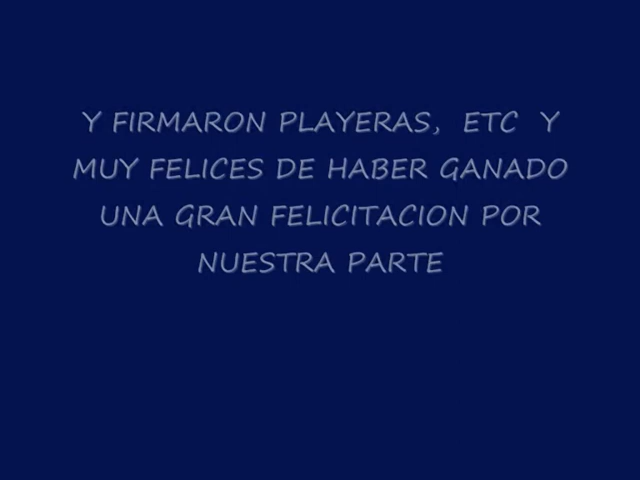 Y FIRMARON PLAYERAS, ETC Y
MUY FELICES DE HABER GANADO
UNA GRAN FELICITACION POR
NUESTRA PARTE